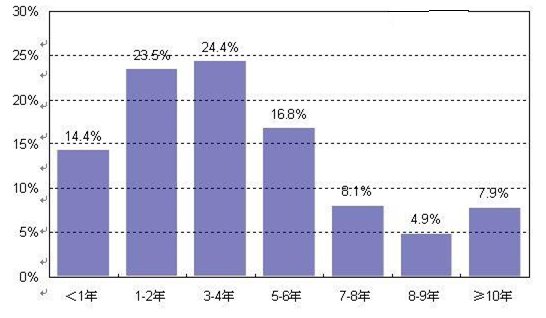 30%
25%
20%
15%
10%
5%
0%
14.4%
23.5%
24.4%
16.8%
8.1%
4.9%
7.9%
<1年
1-2年
3-4年
5-6年
7-8年
8-9年
≥10年